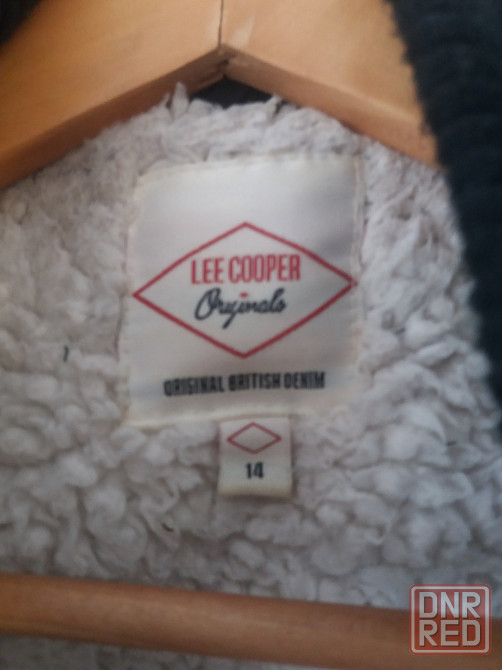 LEE COOPER
Originals
ORIGINAL BRITISH DENIM
14
DNR
RED